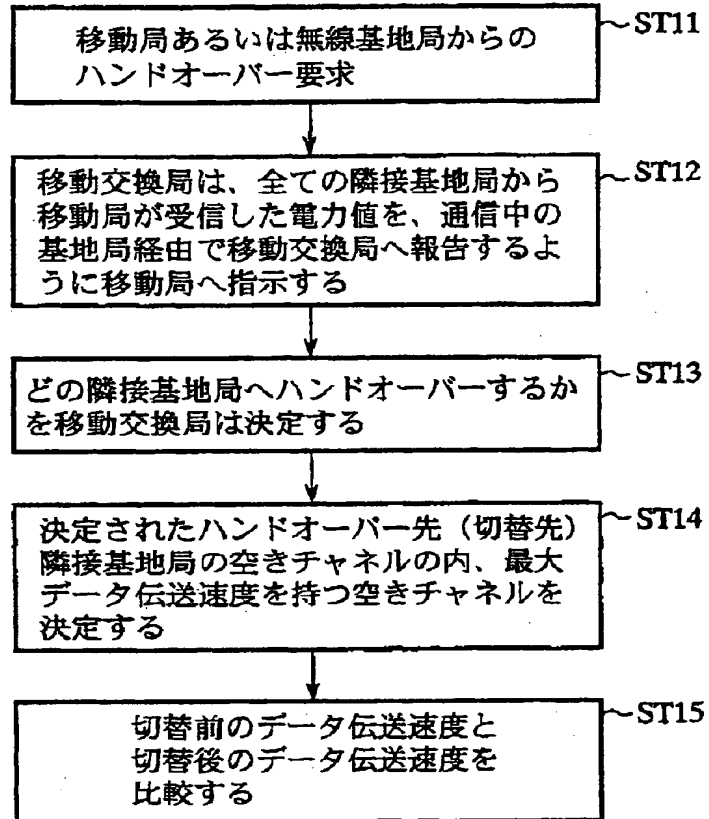 移動局あるいは無線基地局からの
ハンドオーバー要求
ST11
移動交換局は、全ての隣接基地局から
移動局が受信した電力値を、通信中の
基地局経由で移動交換局へ報告するよ
うに移動局へ指示する
ST12
どの隣接基地局へハンドオーバーするか
を移動交換局は決定する
ST13
決定されたハンドオーバー先（切替先）
隣接基地局の空きチャネルの内、最大
データ伝送速度を持つ空きチャネルを
決定する
ST14
切替前のデータ伝送速度と
切替後のデータ伝送速度を
比較する
ST15